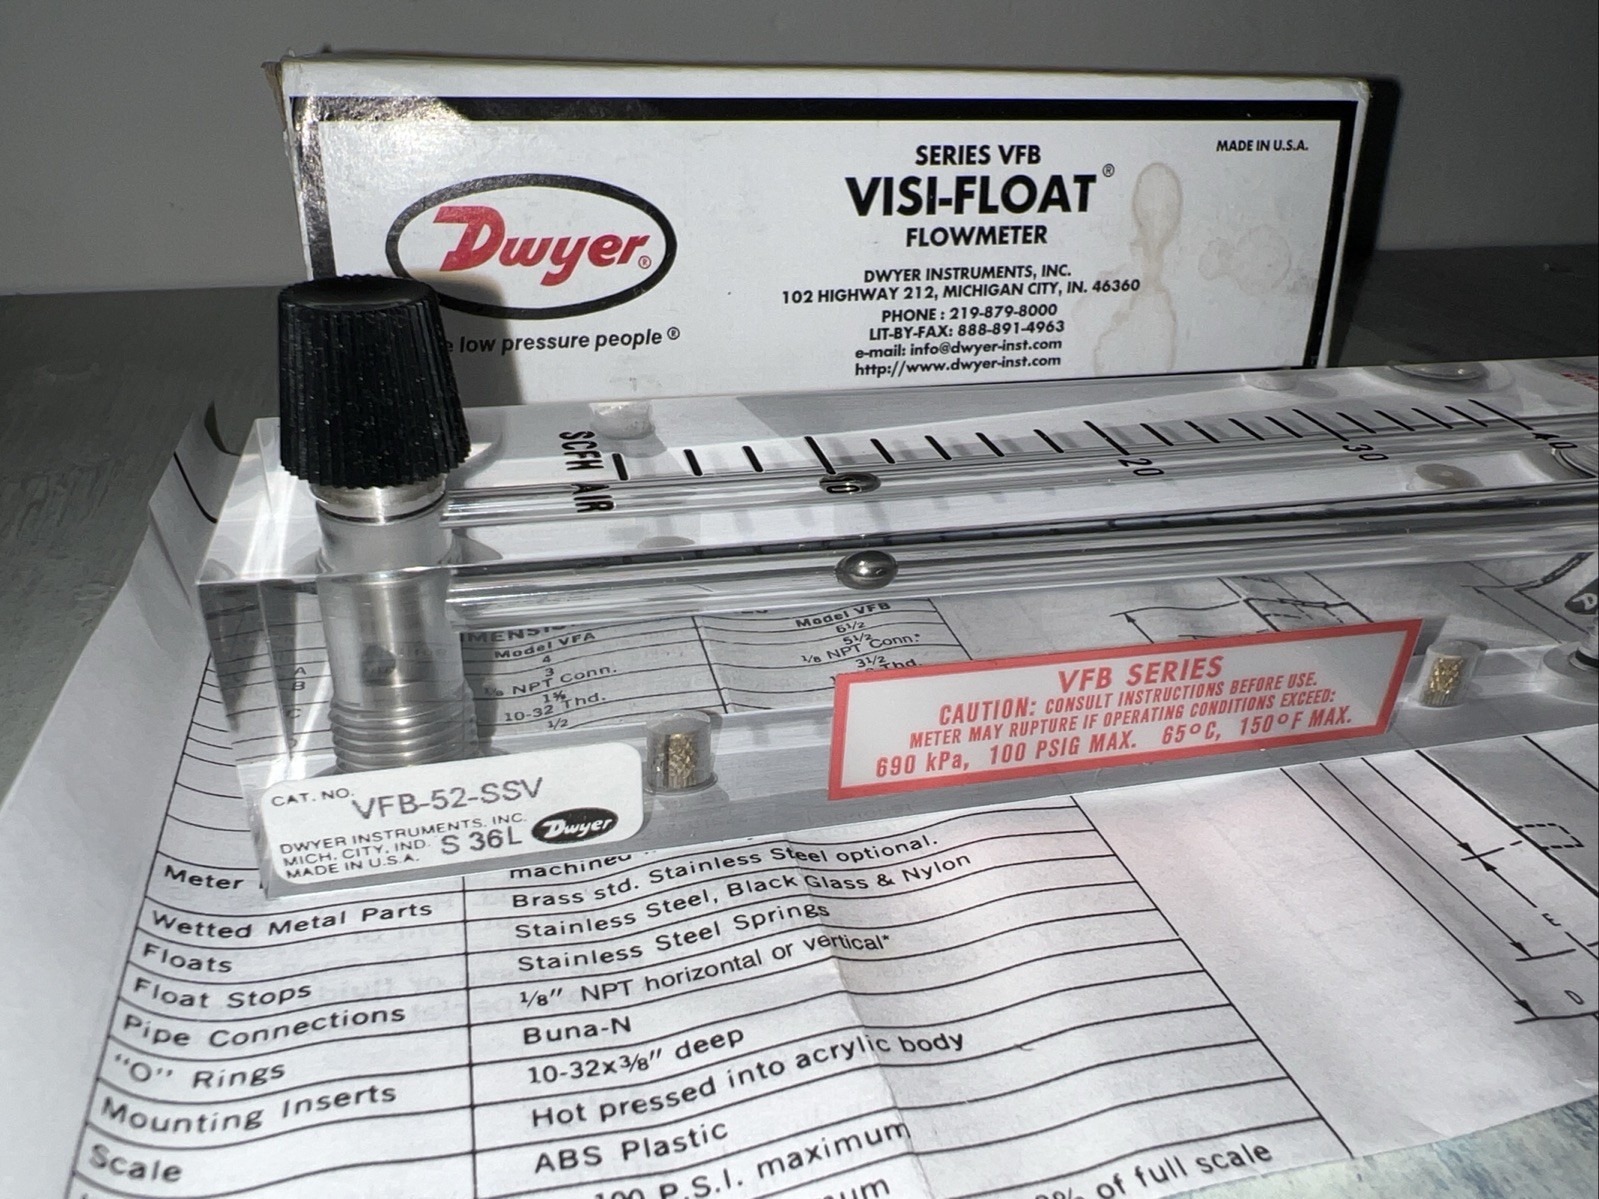 Dwyer®
low pressure people®
SERIES VFB
VISI-FLOAT®
FLOWMETER
MADE IN U.S.A.
DWYER INSTRUMENTS, INC.
102 HIGHWAY 212, MICHIGAN CITY, IN. 46360
PHONE : 219-879-8000
LIT-BY-FAX: 888-891-4963
e-mail: info@dwyer-inst.com
http://www.dwyer-inst.com
SCFH AIR
10
20
30
40
Model VFA
4
3
1/8 NPT Conn.
10-32 Thd.
1/2
Model VFB
6½
5½
1/8 NPT Conn.*
3½
Thd.
A
B
C
VFB SERIES
CAUTION: CONSULT INSTRUCTIONS BEFORE USE.
METER MAY RUPTURE IF OPERATING CONDITIONS EXCEED:
690 kPa, 100 PSIG MAX. 65°C, 150°F MAX.
CAT. NO. VFB-52-SSV
DWYER INSTRUMENTS, INC.
MICH. CITY, IND. S 36L Dwyer
MADE IN U.S.A.
Meter
machined
Wetted Metal Parts
Brass std. Stainless Steel optional.
Floats
Stainless Steel, Black Glass & Nylon
Float Stops
Stainless Steel Springs
Pipe Connections
1/8" NPT horizontal or vertical*
"O" Rings
Buna-N
Mounting Inserts
10-32x3/8" deep
Hot pressed into acrylic body
Scale
ABS Plastic
P.S.I. maximum
% of full scale
E
D